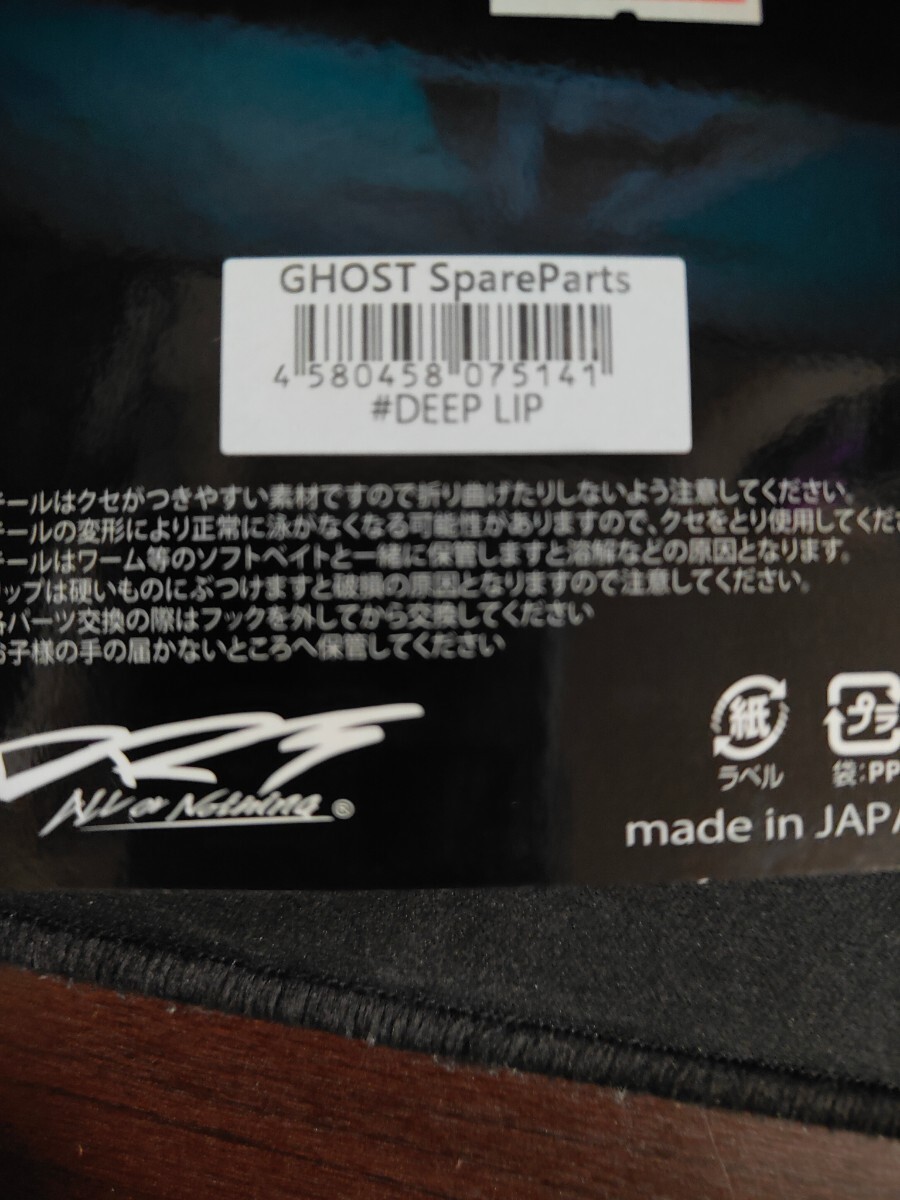 GHOST SpareParts
4 580458 075141
#DEEP LIP
テールはクセがつきやすい素材ですので折り曲げたりしないよう注意してください。
テールの変形により正常に泳がなくなる可能性がありますので、クセをとり使用してくださ
テールはワーム等のソフトベイトと一緒に保管しますと溶解などの原因となります。
リップは硬いものにぶつけますと破損の原因となりますので注意してください。
各パーツ交換の際はフックを外してから交換してください
お子様の手の届かないところへ保管してください
DRT
ALL or NOTHING ®
紙
プラ
ラベル
袋:PP
made in JAPA